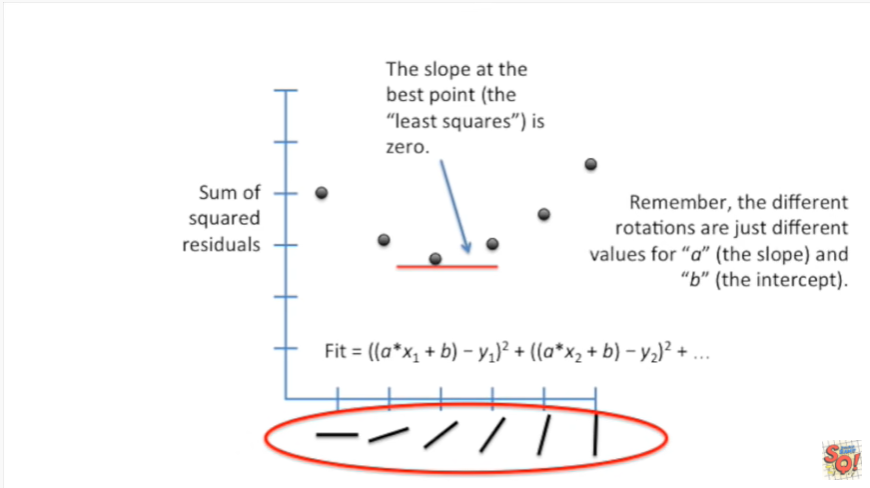 The slope at the
best point (the
“least squares”) is
zero.
Sum of
squared
residuals
Remember, the different
rotations are just different
values for “a” (the slope) and
“b” (the intercept).
Fit = ((a*x₁ + b) – y₁)² + ((a*x₂ + b) – y₂)² + …
SQ!